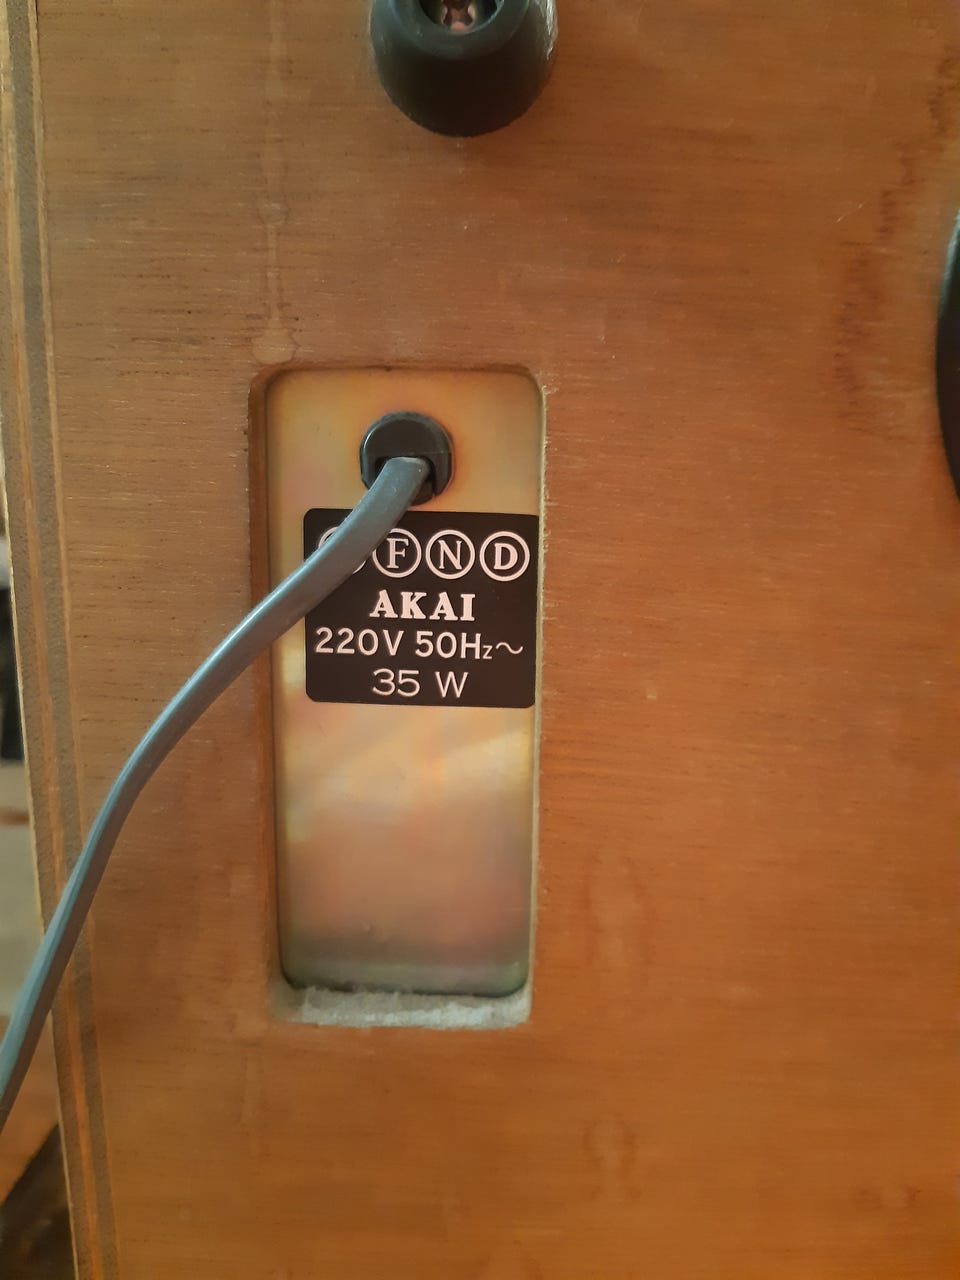 Ⓕ Ⓝ Ⓓ
AKAI
220V 50Hz~
35 W